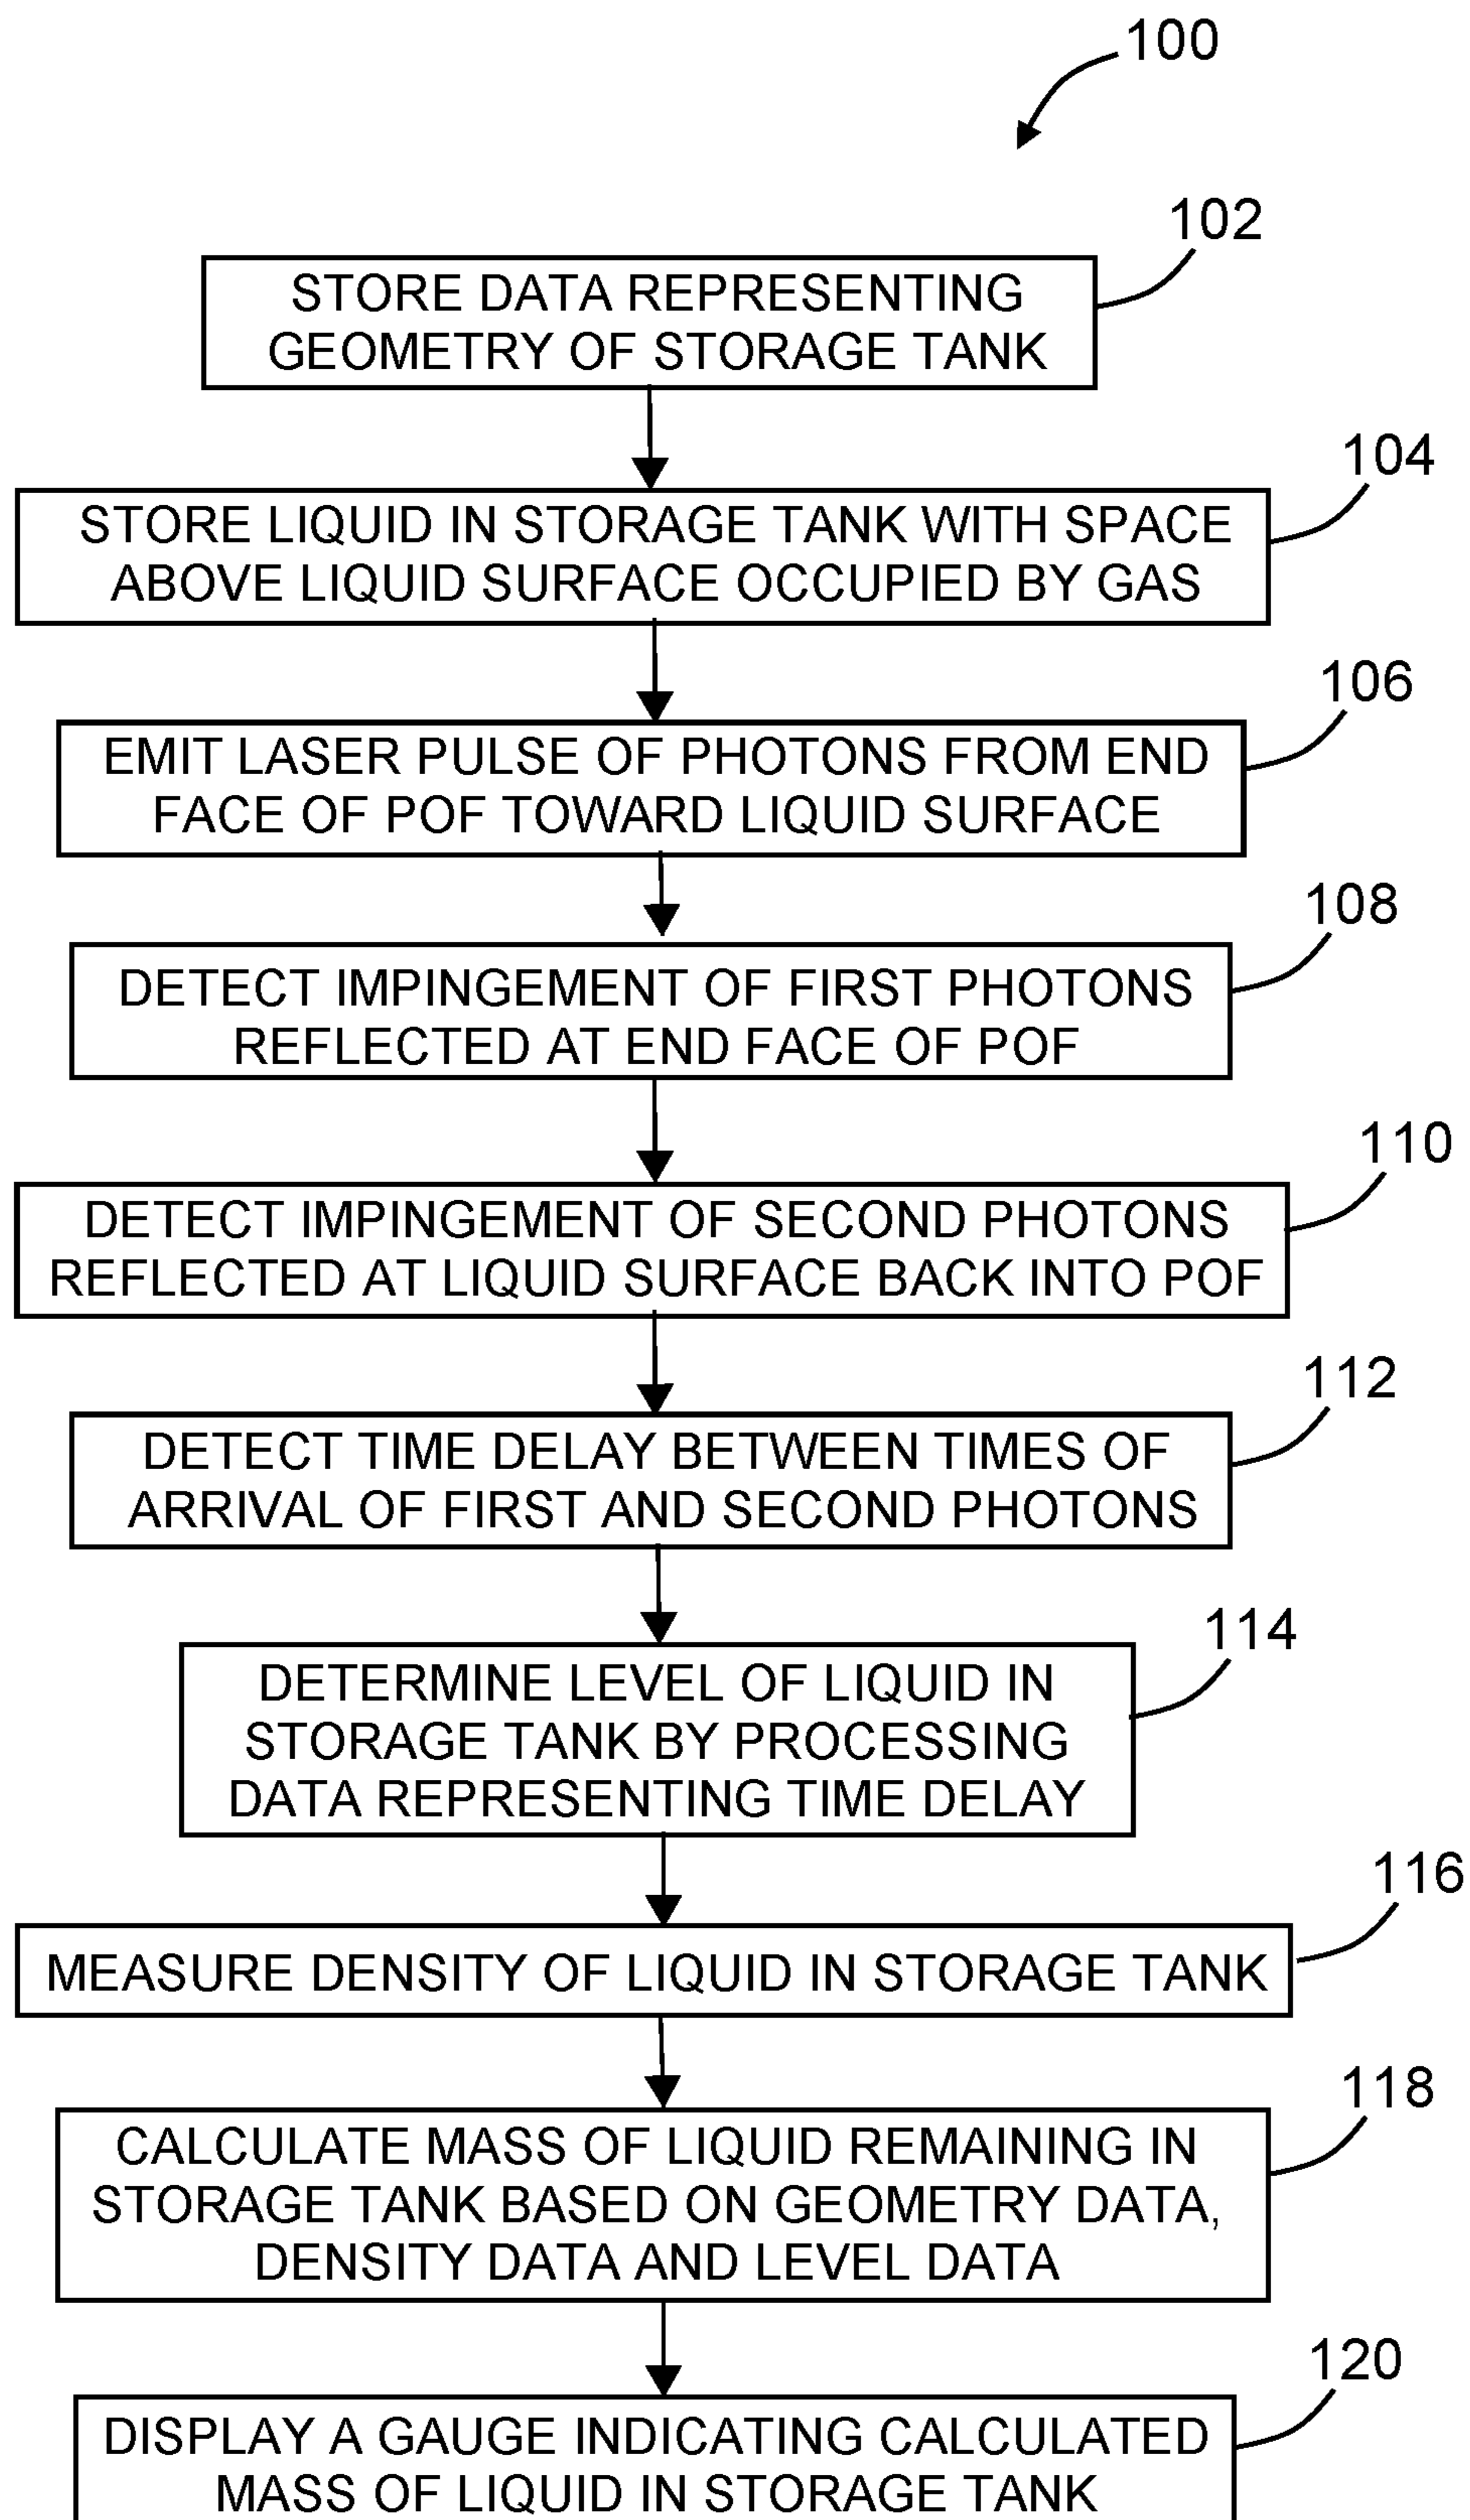 100
102
STORE DATA REPRESENTING
GEOMETRY OF STORAGE TANK
104
STORE LIQUID IN STORAGE TANK WITH SPACE
ABOVE LIQUID SURFACE OCCUPIED BY GAS
106
EMIT LASER PULSE OF PHOTONS FROM END
FACE OF POF TOWARD LIQUID SURFACE
108
DETECT IMPINGEMENT OF FIRST PHOTONS
REFLECTED AT END FACE OF POF
110
DETECT IMPINGEMENT OF SECOND PHOTONS
REFLECTED AT LIQUID SURFACE BACK INTO POF
112
DETECT TIME DELAY BETWEEN TIMES OF
ARRIVAL OF FIRST AND SECOND PHOTONS
114
DETERMINE LEVEL OF LIQUID IN
STORAGE TANK BY PROCESSING
DATA REPRESENTING TIME DELAY
116
MEASURE DENSITY OF LIQUID IN STORAGE TANK
118
CALCULATE MASS OF LIQUID REMAINING IN
STORAGE TANK BASED ON GEOMETRY DATA,
DENSITY DATA AND LEVEL DATA
120
DISPLAY A GAUGE INDICATING CALCULATED
MASS OF LIQUID IN STORAGE TANK